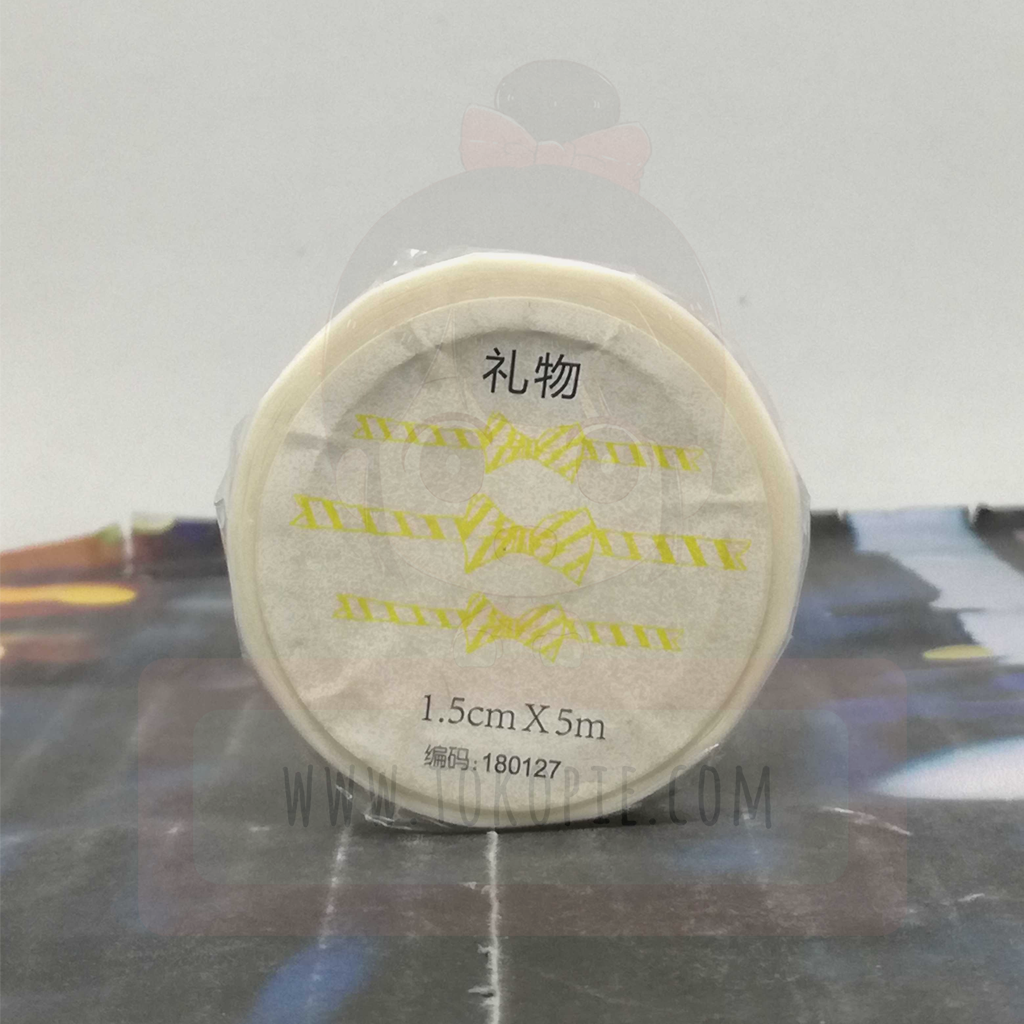 礼物
1.5cm X 5m
编码: 180127
WWW.TOKOPIE.COM